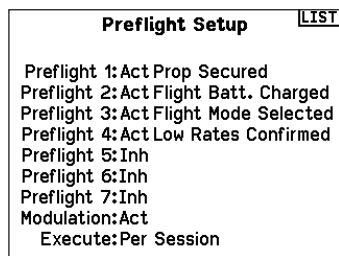 Preflight Setup
LIST
Preflight 1:Act Prop Secured
Preflight 2:Act Flight Batt. Charged
Preflight 3:Act Flight Mode Selected
Preflight 4:Act Low Rates Confirmed
Preflight 5:Inh
Preflight 6:Inh
Preflight 7:Inh
Modulation:Act
Execute:Per Session